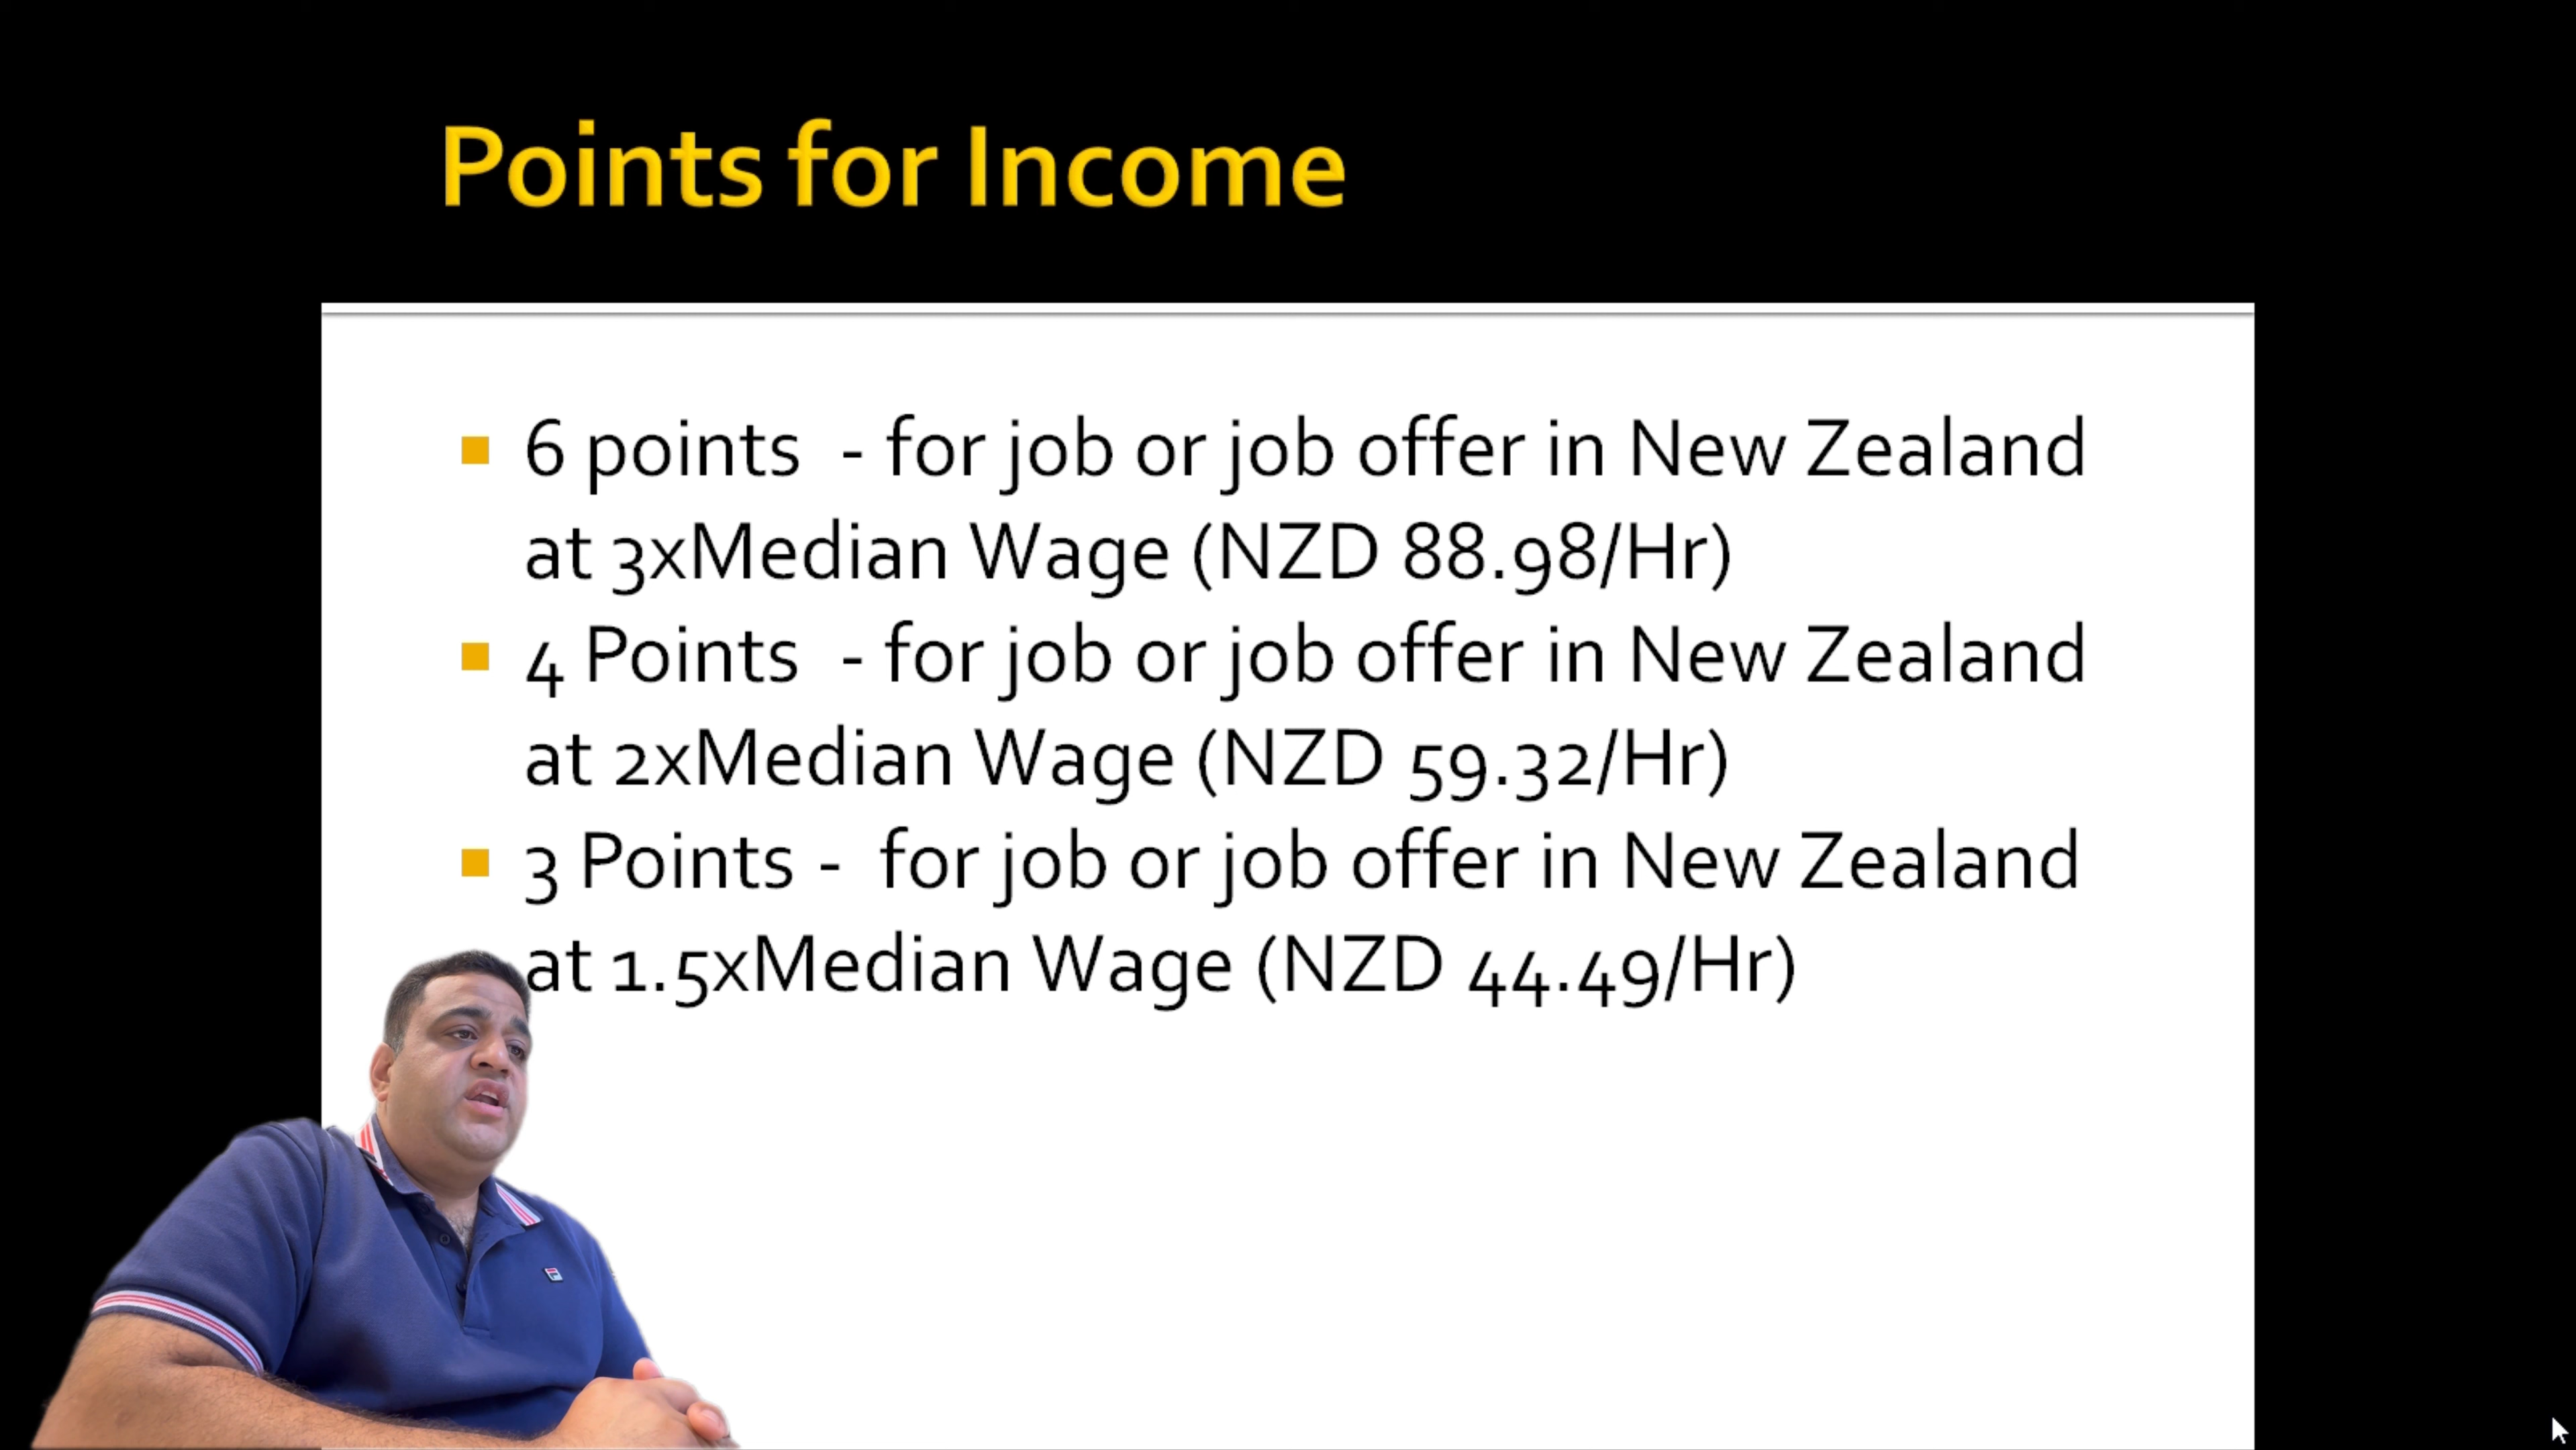 Points for Income
6 points - for job or job offer in New Zealand
at 3xMedian Wage (NZD 88.98/Hr)
4 Points - for job or job offer in New Zealand
at 2xMedian Wage (NZD 59.32/Hr)
3 Points - for job or job offer in New Zealand
at 1.5xMedian Wage (NZD 44.49/Hr)